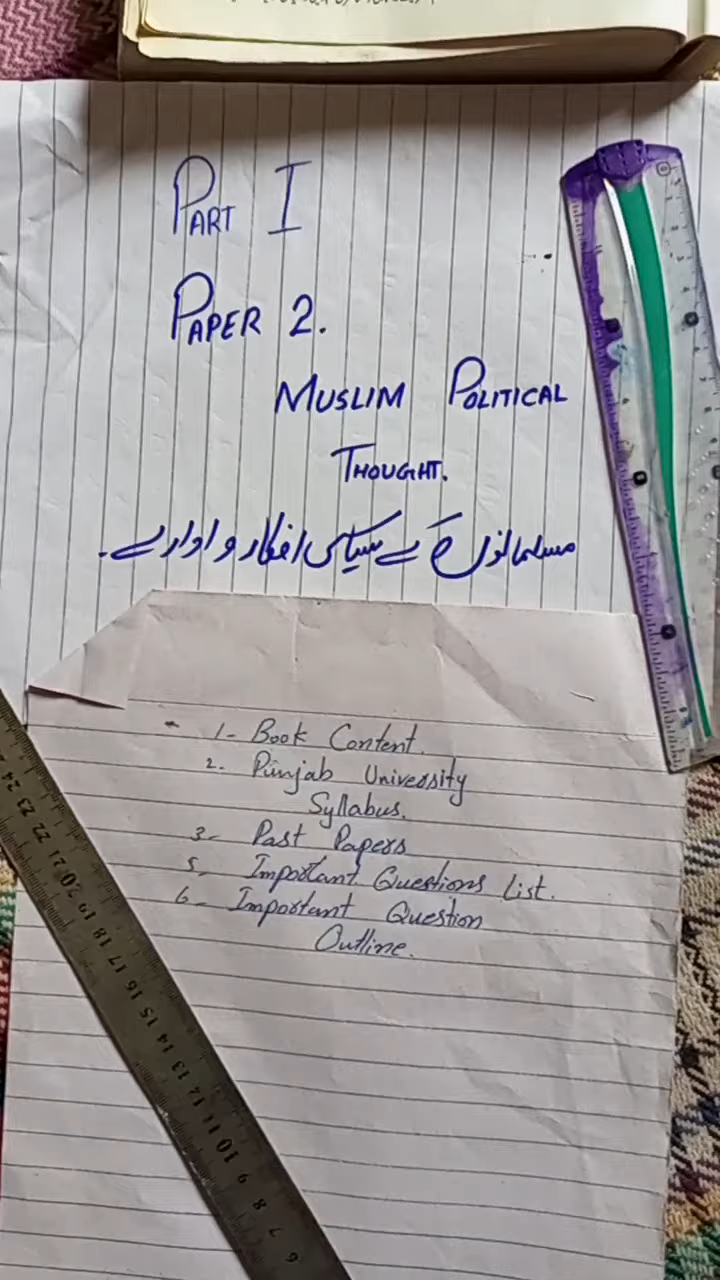 PART I
PAPER 2.
MUSLIM POLITICAL
THOUGHT.
مسلمانوں کے سیاسی افکار و ادارے۔
1- Book Content.
2. Punjab University
Syllabus.
3- Past Papers
5. Important Questions List.
6- Important Question
Outline.